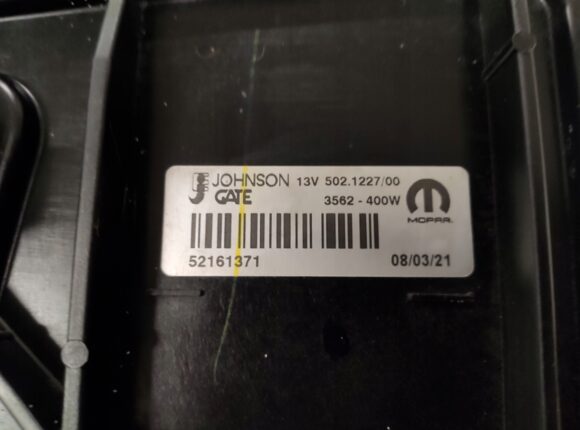 JOHNSON 13V 502.1227/00
GATE 3562 - 400W
MOPAR
52161371 08/03/21